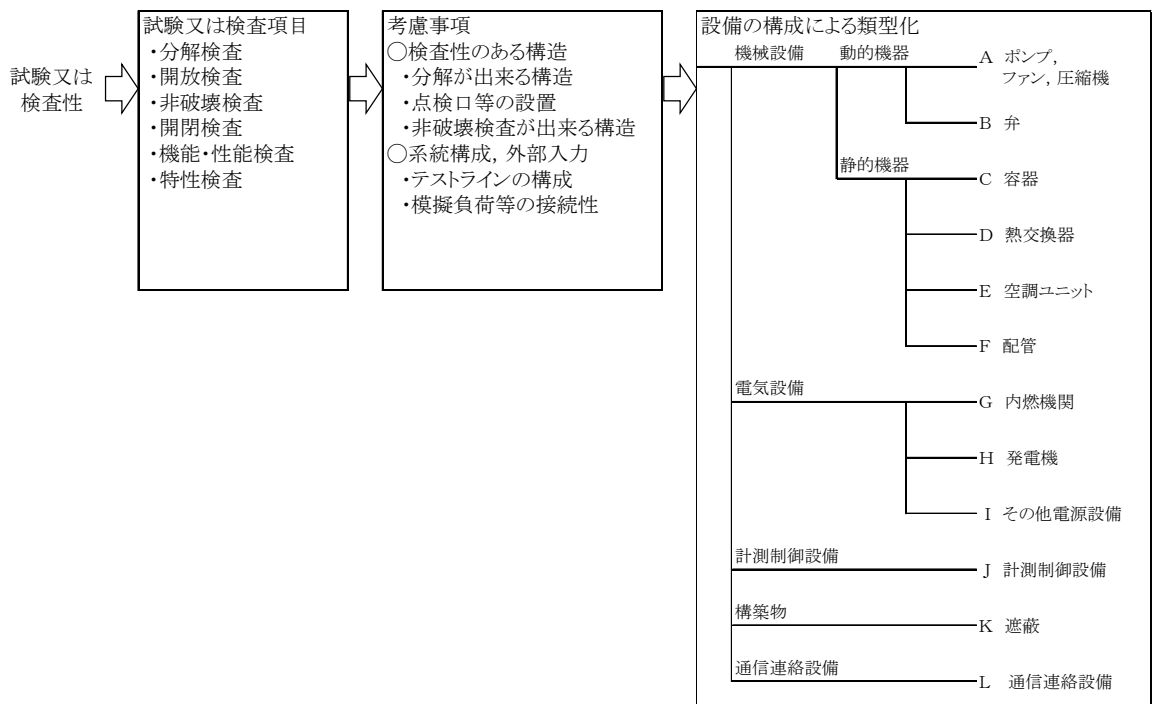 試験又は
検査性
試験又は検査項目
・分解検査
・開放検査
・非破壊検査
・開閉検査
・機能・性能検査
・特性検査
考慮事項
○検査性のある構造
・分解が出来る構造
・点検口等の設置
・非破壊検査が出来る構造
○系統構成, 外部入力
・テストラインの構成
・模擬負荷等の接続性
設備の構成による類型化
機械設備
動的機器
A ポンプ,
ファン, 圧縮機
B 弁
静的機器
C 容器
D 熱交換器
E 空調ユニット
F 配管
電気設備
G 内燃機関
H 発電機
I その他電源設備
計測制御設備
J 計測制御設備
構築物
K 遮蔽
通信連絡設備
L 通信連絡設備